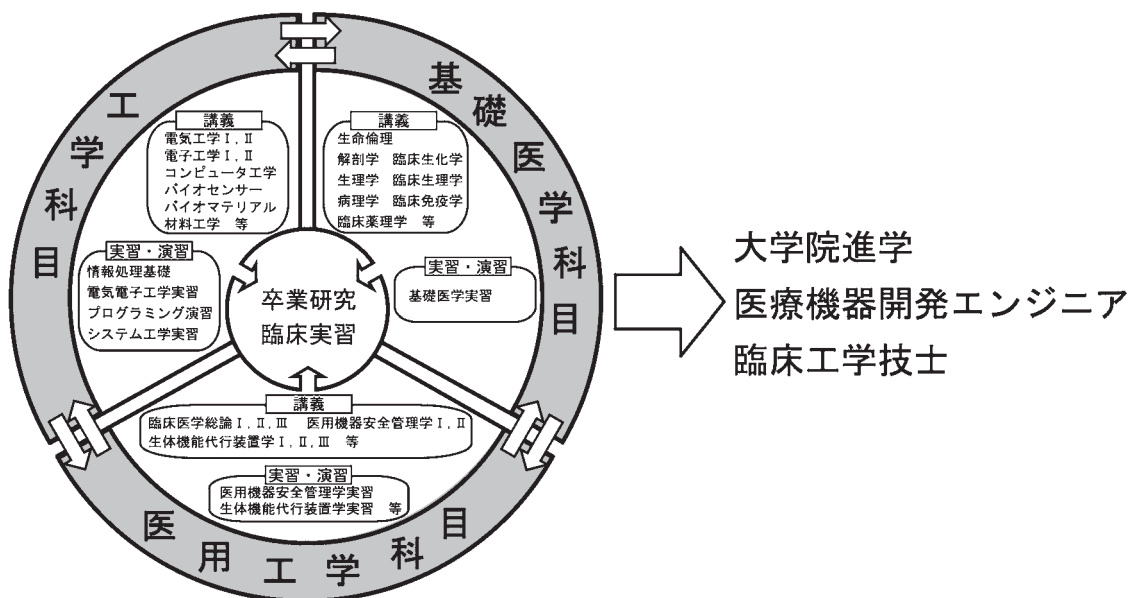 工学科目
講義
電気工学Ⅰ,Ⅱ
電子工学Ⅰ,Ⅱ
コンピュータ工学
バイオセンサー
バイオマテリアル
材料工学 等
実習・演習
情報処理基礎
電気電子工学実習
プログラミング演習
システム工学実習
基礎医学科目
講義
生命倫理
解剖学 臨床生化学
生理学 臨床生理学
病理学 臨床免疫学
臨床薬理学 等
実習・演習
基礎医学実習
卒業研究
臨床実習
講義
臨床医学総論Ⅰ,Ⅱ,Ⅲ 医用機器安全管理学Ⅰ,Ⅱ
生体機能代行装置学Ⅰ,Ⅱ,Ⅲ 等
実習・演習
医用機器安全管理学実習
生体機能代行装置学実習 等
医用工学科目
大学院進学
医療機器開発エンジニア
臨床工学技士